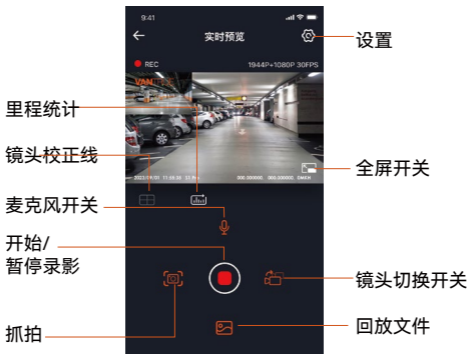 9:41
实时预览
设置
REC
1944P+1080P 30FPS
VAN
里程统计
镜头校正线
全屏开关
麦克风开关
开始/
暂停录影
镜头切换开关
抓拍
回放文件